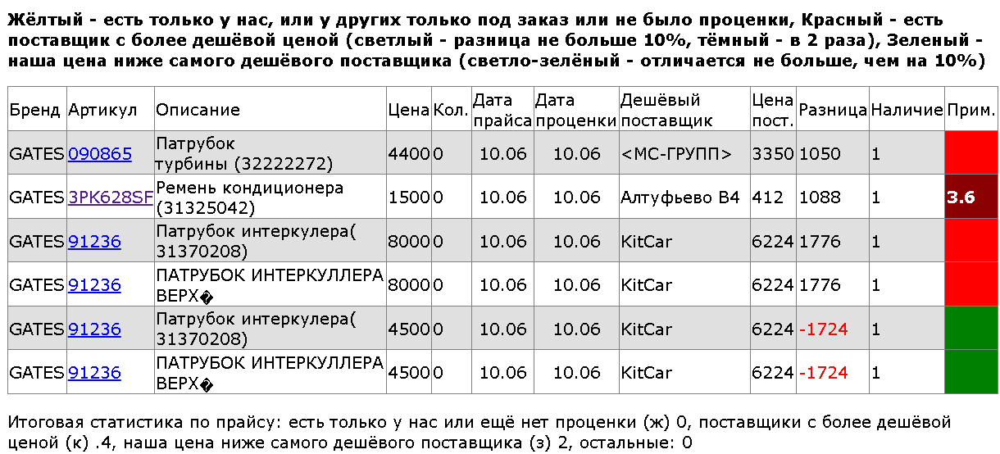 Жёлтый - есть только у нас, или у других только под заказ или не было проценки, Красный - есть
поставщик с более дешёвой ценой (светлый - разница не больше 10%, тёмный - в 2 раза), Зеленый -
наша цена ниже самого дешёвого поставщика (светло-зелёный - отличается не больше, чем на 10%)
Бренд Артикул Описание Цена Кол. Дата прайса Дата проценки Дешёвый поставщик Цена пост. Разница Наличие Прим.
GATES 090865 Патрубок турбины (32222272) 4400 0 10.06 10.06 <МС-ГРУПП> 3350 1050 1
GATES 3PK628SF Ремень кондиционера (31325042) 1500 0 10.06 10.06 Алтуфьево В4 412 1088 1 3.6
GATES 91236 Патрубок интеркулера( 31370208) 8000 0 10.06 10.06 KitCar 6224 1776 1
GATES 91236 ПАТРУБОК ИНТЕРКУЛЛЕРА ВЕРХ� 8000 0 10.06 10.06 KitCar 6224 1776 1
GATES 91236 Патрубок интеркулера( 31370208) 4500 0 10.06 10.06 KitCar 6224 -1724 1
GATES 91236 ПАТРУБОК ИНТЕРКУЛЛЕРА ВЕРХ� 4500 0 10.06 10.06 KitCar 6224 -1724 1
Итоговая статистика по прайсу: есть только у нас или ещё нет проценки (ж) 0, поставщики с более дешёвой
ценой (к) .4, наша цена ниже самого дешёвого поставщика (з) 2, остальные: 0